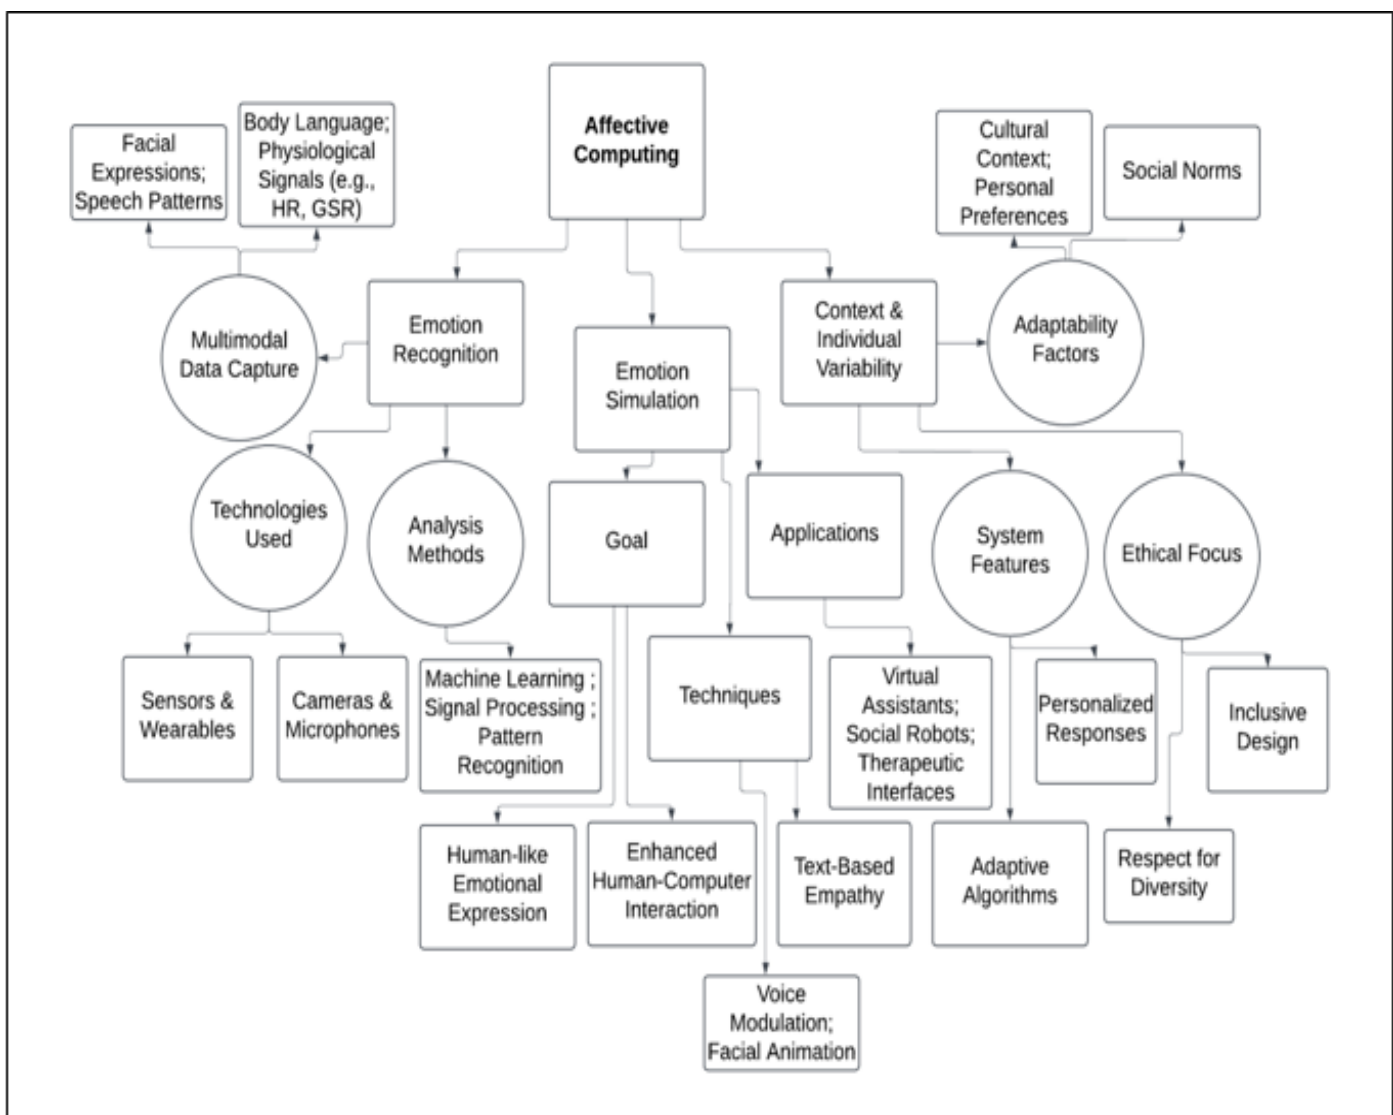 Affective
Computing
Facial
Expressions;
Speech Patterns
Body Language;
Physiological
Signals (e.g.,
HR, GSR)
Cultural
Context;
Personal
Preferences
Social Norms
Multimodal
Data Capture
Emotion
Recognition
Emotion
Simulation
Context &
Individual
Variability
Adaptability
Factors
Technologies
Used
Analysis
Methods
Goal
Applications
System
Features
Ethical Focus
Sensors &
Wearables
Cameras &
Microphones
Machine Learning ;
Signal Processing ;
Pattern
Recognition
Techniques
Virtual
Assistants;
Social Robots;
Therapeutic
Interfaces
Personalized
Responses
Inclusive
Design
Human-like
Emotional
Expression
Enhanced
Human-Computer
Interaction
Text-Based
Empathy
Adaptive
Algorithms
Respect for
Diversity
Voice
Modulation;
Facial Animation